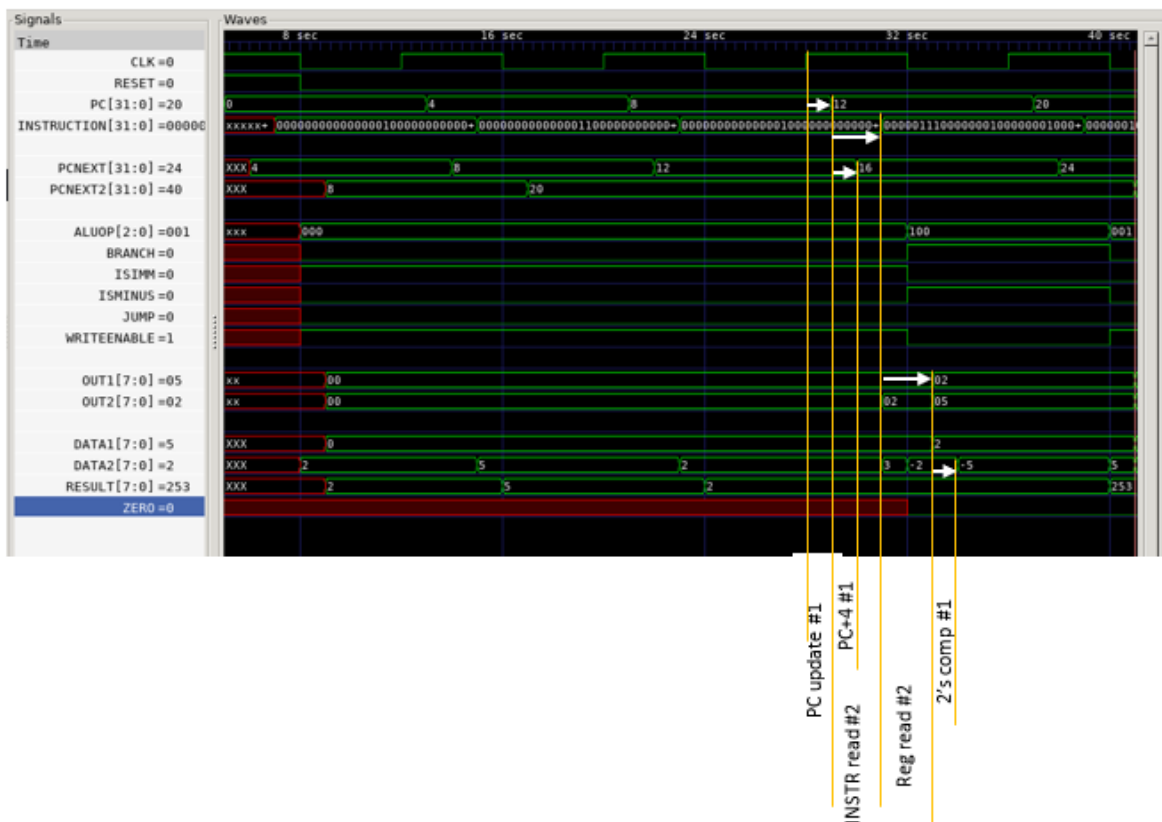 Signals
Waves
Time
8 sec 16 sec 24 sec 32 sec 40 sec
CLK=0
RESET=0
PC[31:0]=20 0 4 8 12 20
INSTRUCTION[31:0]=00000 xxxxx+ 00000000000000001000000000000+ 00000000000000011000000000000+ 00000000000000010000000000000+ 00000111000000001000000001000+
PCNEXT[31:0]=24 XXX 4 8 12 16 24
PCNEXT2[31:0]=40 XXX 8 20
ALUOP[2:0]=001 xxx 000 100 001
BRANCH=0
ISIMM=0
ISMINUS=0
JUMP=0
WRITEENABLE=1
OUT1[7:0]=05 xx 00 02
OUT2[7:0]=02 xx 00 02 05
DATA1[7:0]=5 XXX 0 2
DATA2[7:0]=2 XXX 2 5 2 3 -2 -5 5
RESULT[7:0]=253 XXX 2 5 2 253
ZERO=0
PC update #1
PC+4 #1
INSTR read #2
Reg read #2
2's comp #1